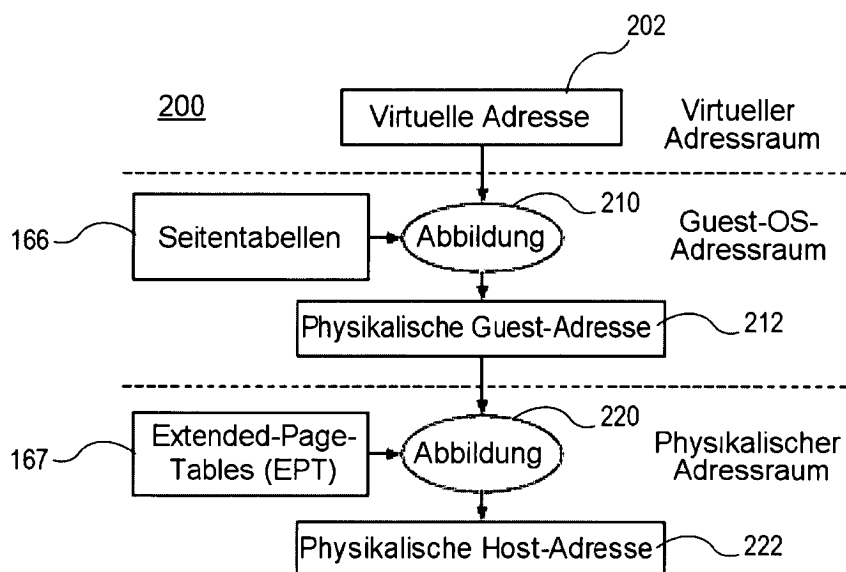 202
200
Virtuelle Adresse
Virtueller
Adressraum
210
166
Seitentabellen
Abbildung
Guest-OS-
Adressraum
Physikalische Guest-Adresse
212
220
167
Extended-Page-
Tables (EPT)
Abbildung
Physikalischer
Adressraum
Physikalische Host-Adresse
222